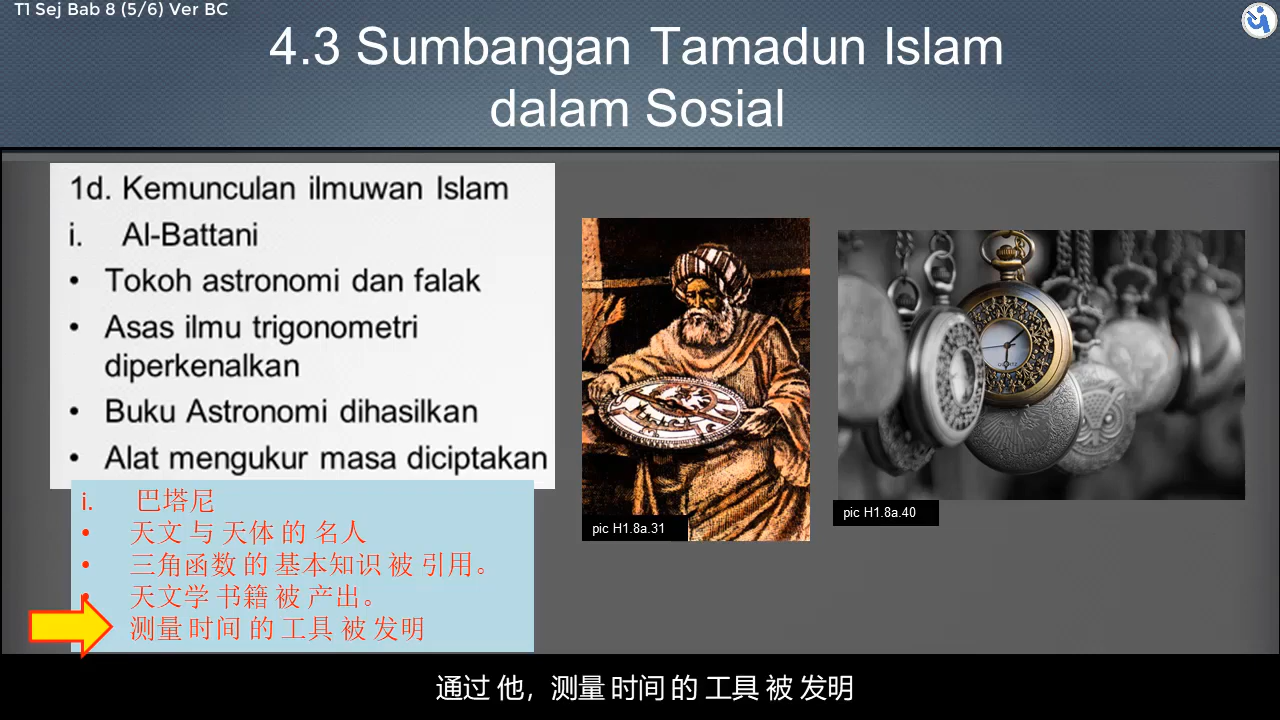 T1 Sej Bab 8 (5/6) Ver BC
4.3 Sumbangan Tamadun Islam
dalam Sosial
1d. Kemunculan ilmuwan Islam
i. Al-Battani
• Tokoh astronomi dan falak
• Asas ilmu trigonometri
diperkenalkan
• Buku Astronomi dihasilkan
• Alat mengukur masa diciptakan
i. 巴塔尼
• 天文 与 天体 的 名人
• 三角函数 的 基本知识 被 引用。
• 天文学 书籍 被 产出。
测量 时间 的 工具 被 发明
pic H1.8a.31
pic H1.8a.40
通过 他，测量 时间 的 工具 被 发明